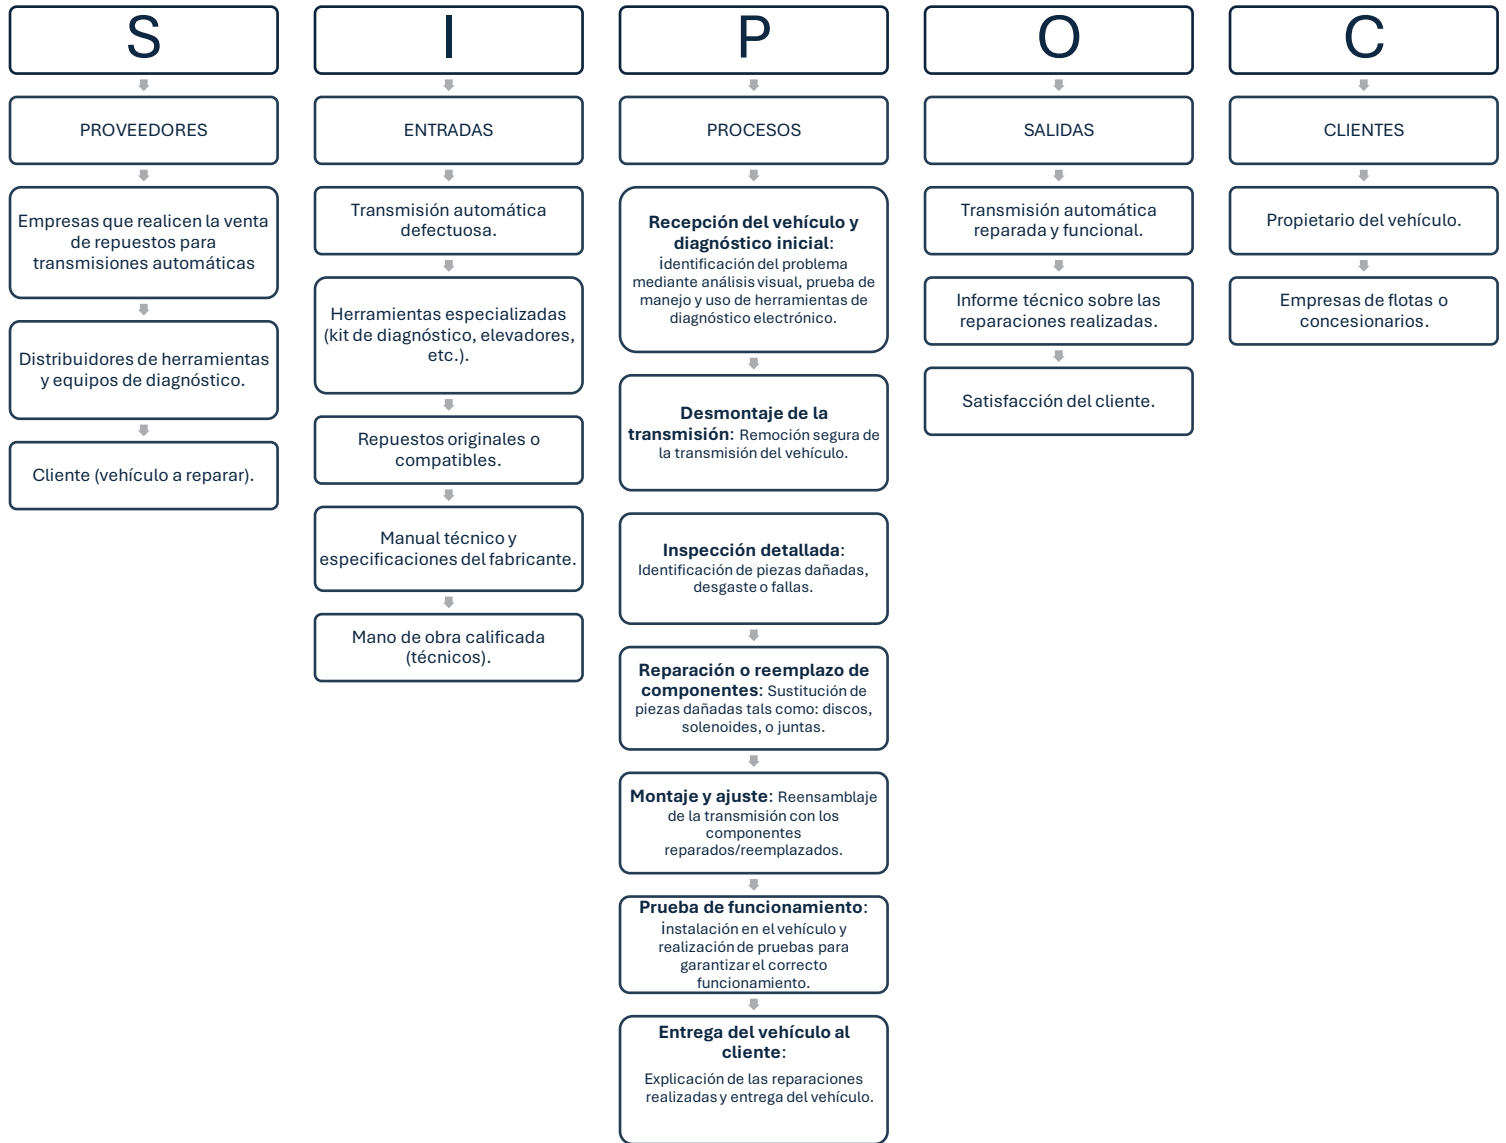 S
PROVEEDORES
Empresas que realicen la venta
de repuestos para
transmisiones automáticas
Distribuidores de herramientas
y equipos de diagnóstico.
Cliente (vehículo a reparar).
I
ENTRADAS
Transmisión automática
defectuosa.
Herramientas especializadas
(kit de diagnóstico, elevadores,
etc.).
Repuestos originales o
compatibles.
Manual técnico y
especificaciones del fabricante.
Mano de obra calificada
(técnicos).
P
PROCESOS
Recepción del vehículo y
diagnóstico inicial:
identificación del problema
mediante análisis visual, prueba de
manejo y uso de herramientas de
diagnóstico electrónico.
Desmontaje de la
transmisión: Remoción segura de
la transmisión del vehículo.
Inspección detallada:
Identificación de piezas dañadas,
desgaste o fallas.
Reparación o reemplazo de
componentes: Sustitución de
piezas dañadas tals como: discos,
solenoides, o juntas.
Montaje y ajuste: Reensamblaje
de la transmisión con los
componentes
reparados/reemplazados.
Prueba de funcionamiento:
instalación en el vehículo y
realización de pruebas para
garantizar el correcto
funcionamiento.
Entrega del vehículo al
cliente:
Explicación de las reparaciones
realizadas y entrega del vehículo.
O
SALIDAS
Transmisión automática
reparada y funcional.
Informe técnico sobre las
reparaciones realizadas.
Satisfacción del cliente.
C
CLIENTES
Propietario del vehículo.
Empresas de flotas o
concesionarios.